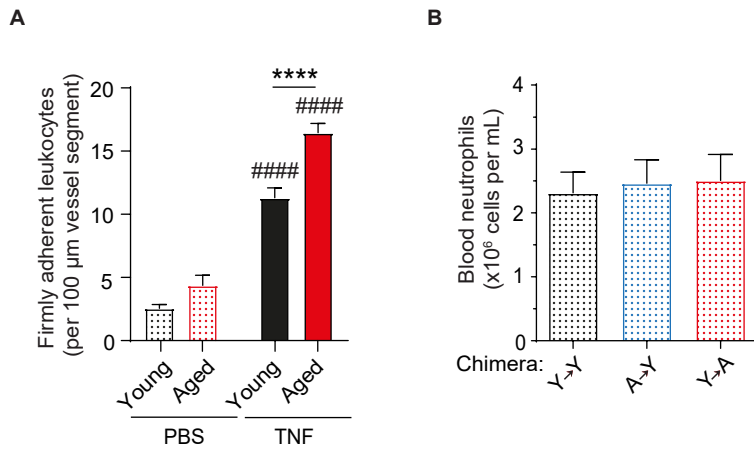 A
Firmly adherent leukocytes
(per 100 µm vessel segment)
20
15
10
5
0
****
####
####
Young
Aged
Young
Aged
PBS
TNF
B
Blood neutrophils
(x10⁶ cells per mL)
4
3
2
1
0
Chimera:
Y→Y
A→Y
Y→A